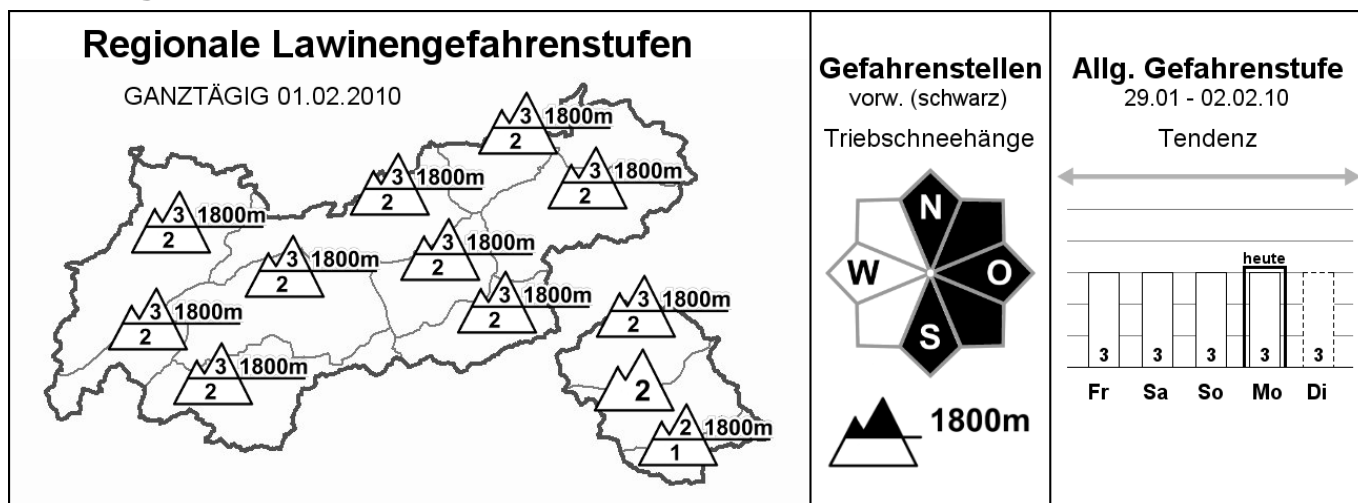 Regionale Lawinengefahrenstufen
GANZTÄGIG 01.02.2010
3 1800m
2
3 1800m
2
3 1800m
2
3 1800m
2
3 1800m
2
3 1800m
2
3 1800m
2
3 1800m
2
3 1800m
2
3 1800m
2
2
2 1800m
1
Gefahrenstellen
vorw. (schwarz)
Triebschneehänge
N
W O
S
1800m
Allg. Gefahrenstufe
29.01 - 02.02.10
Tendenz
heute
3 3 3 3 3
Fr Sa So Mo Di